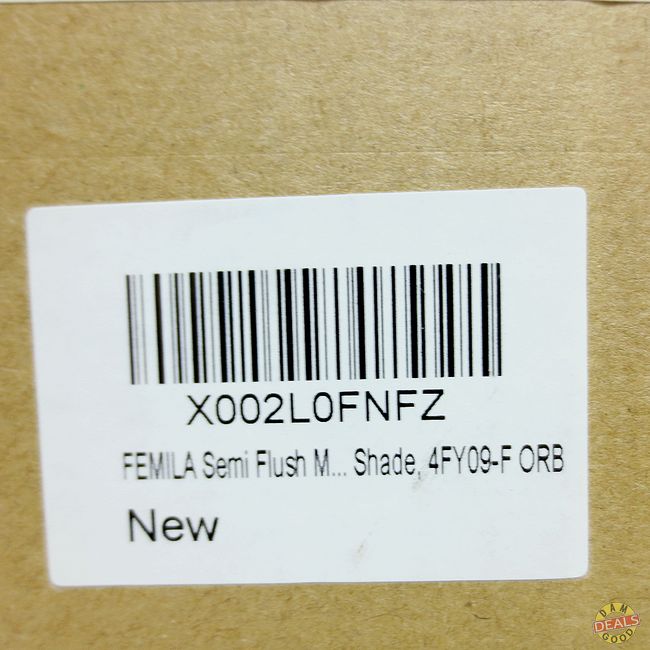 X002L0FNFZ
FEMILA Semi Flush M... Shade, 4FY09-F ORB
New
DAM
DEALS
GOOD